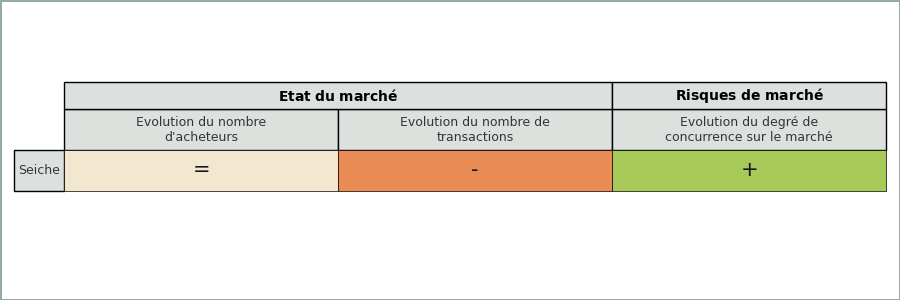 Etat du marché
Risques de marché
Evolution du nombre
d'acheteurs
Evolution du nombre de
transactions
Evolution du degré de
concurrence sur le marché
Seiche
=
-
+